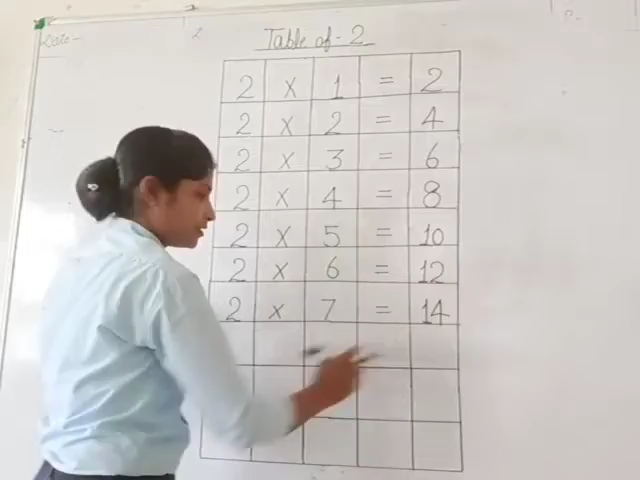 Date-
Table of - 2
2 x 1 = 2
2 x 2 = 4
2 x 3 = 6
2 x 4 = 8
2 x 5 = 10
2 x 6 = 12
2 x 7 = 14